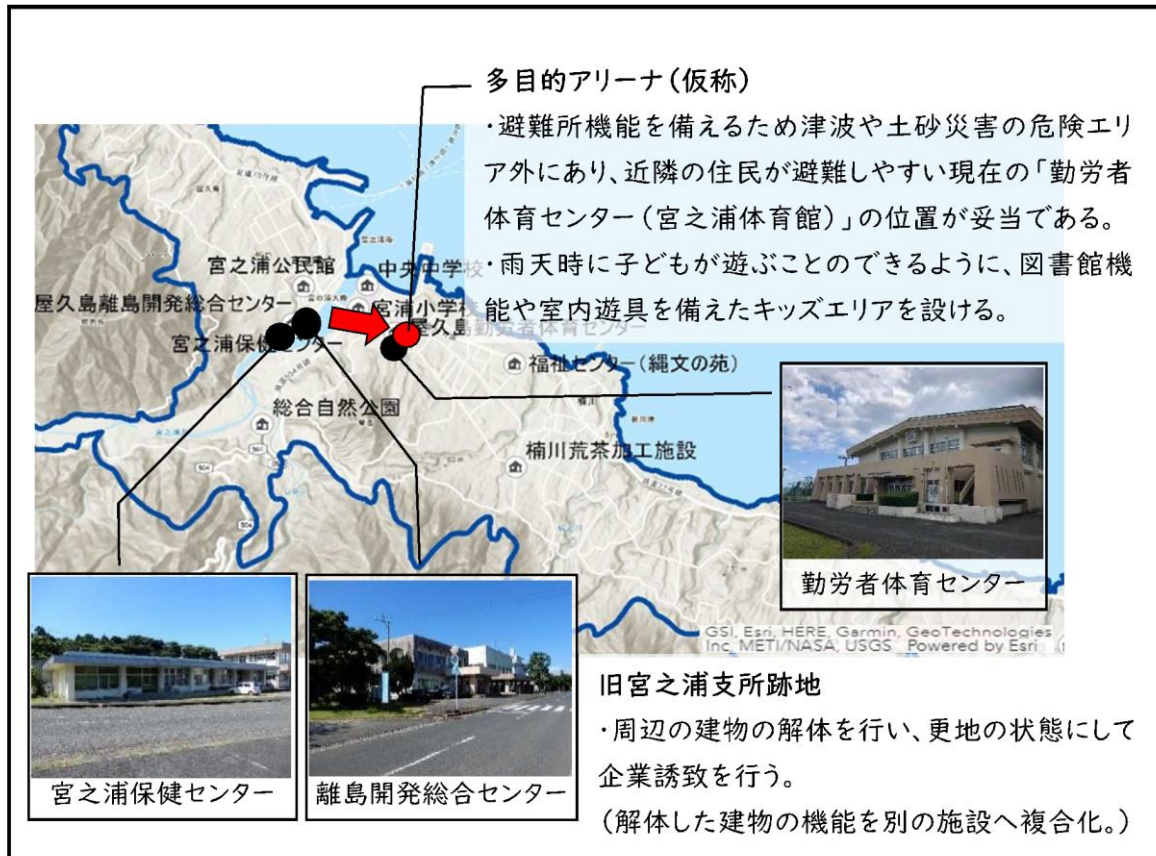 多目的アリーナ(仮称)
・避難所機能を備えるため津波や土砂災害の危険エリ
ア外にあり、近隣の住民が避難しやすい現在の「勤労者
体育センター(宮之浦体育館)」の位置が妥当である。
・雨天時に子どもが遊ぶことのできるように、図書館機
能や室内遊具を備えたキッズエリアを設ける。
宮之浦公民館
中央中学校
屋久島離島開発総合センター
宮浦小学校
屋久島勤労者体育センター
宮之浦保健センター
福祉センター(縄文の苑)
総合自然公園
楠川荒茶加工施設
勤労者体育センター
GSI, Esri, HERE, Garmin, GeoTechnologies
Inc, METI/NASA, USGS Powered by Esri
宮之浦保健センター
離島開発総合センター
旧宮之浦支所跡地
・周辺の建物の解体を行い、更地の状態にして
企業誘致を行う。
(解体した建物の機能を別の施設へ複合化。)